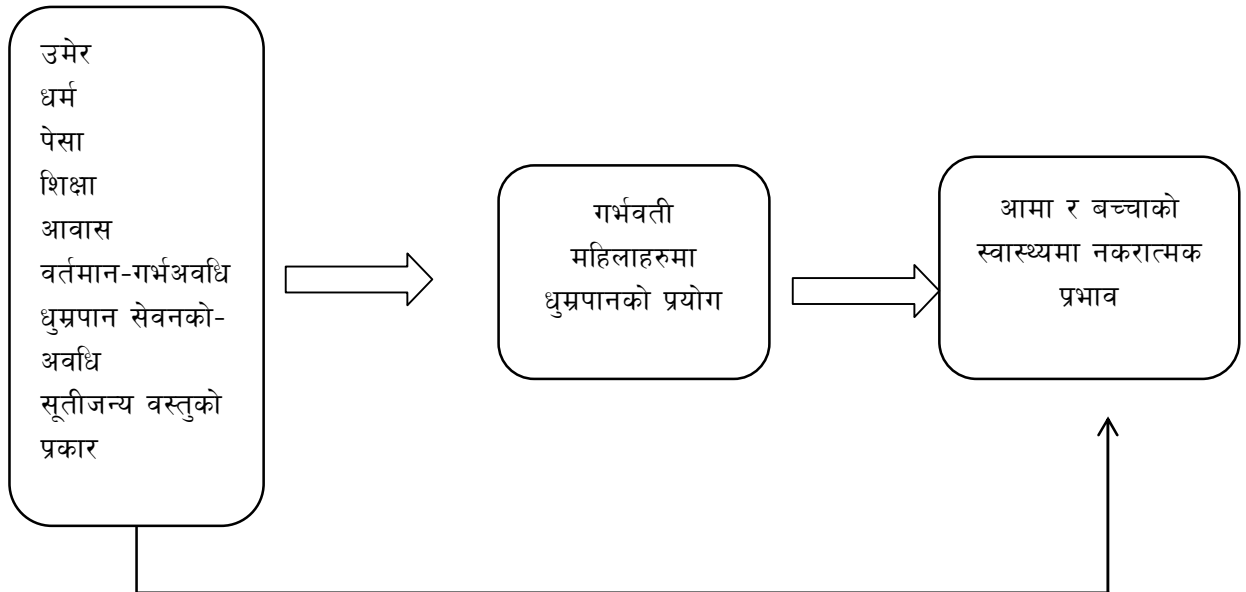 उमेर
धर्म
पेसा
शिक्षा
आवास
वर्तमान-गर्भअवधि
धुम्रपान सेवनको-
अवधि
सूतीजन्य वस्तुको
प्रकार
गर्भवती
महिलाहरुमा
धुम्रपानको प्रयोग
आमा र बच्चाको
स्वास्थ्यमा नकरात्मक
प्रभाव